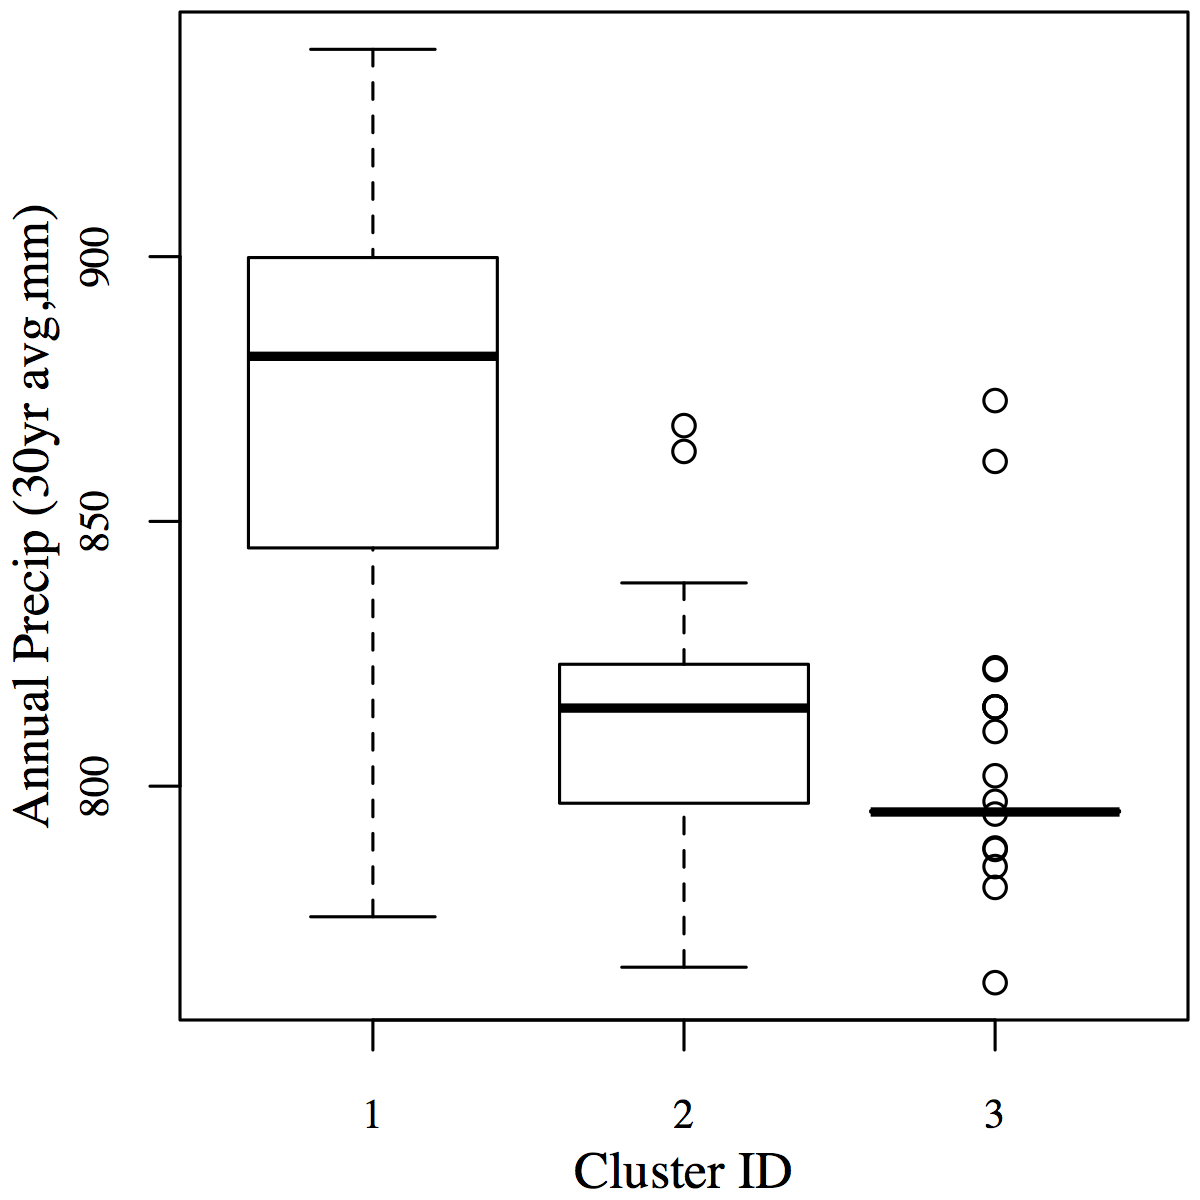 Annual Precip (30yr avg,mm)
900
850
800
1 2 3
Cluster ID